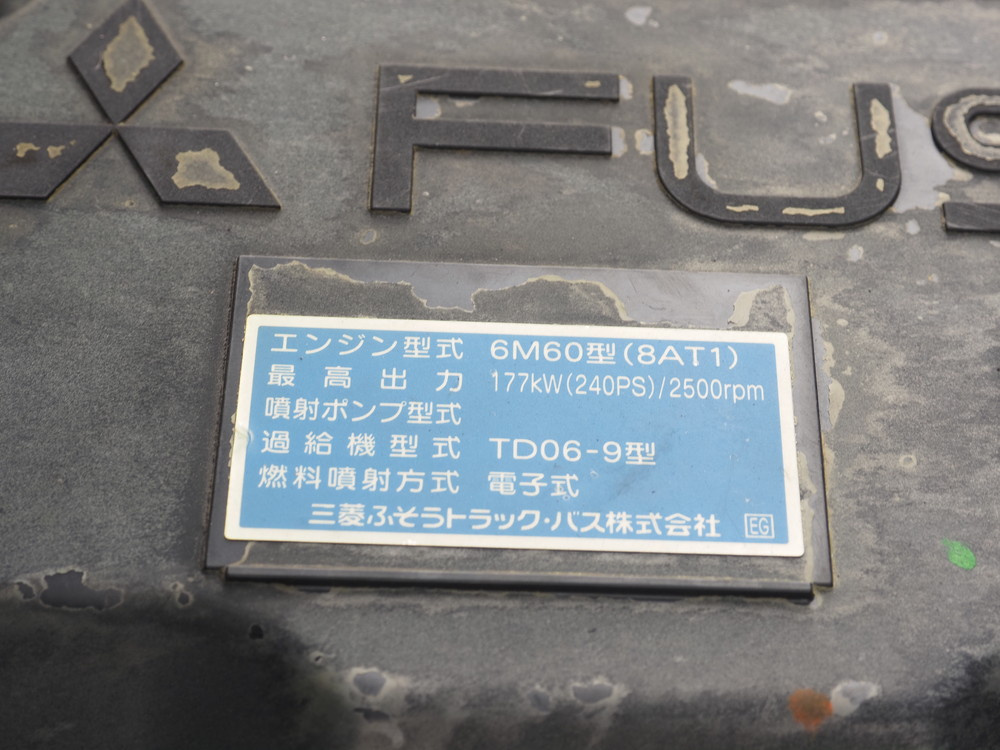 FUS
エンジン型式 6M60型(8AT1)
最高出力 177kW(240PS)/2500rpm
噴射ポンプ型式
過給機型式 TD06-9型
燃料噴射方式 電子式
三菱ふそうトラック・バス株式会社 EG